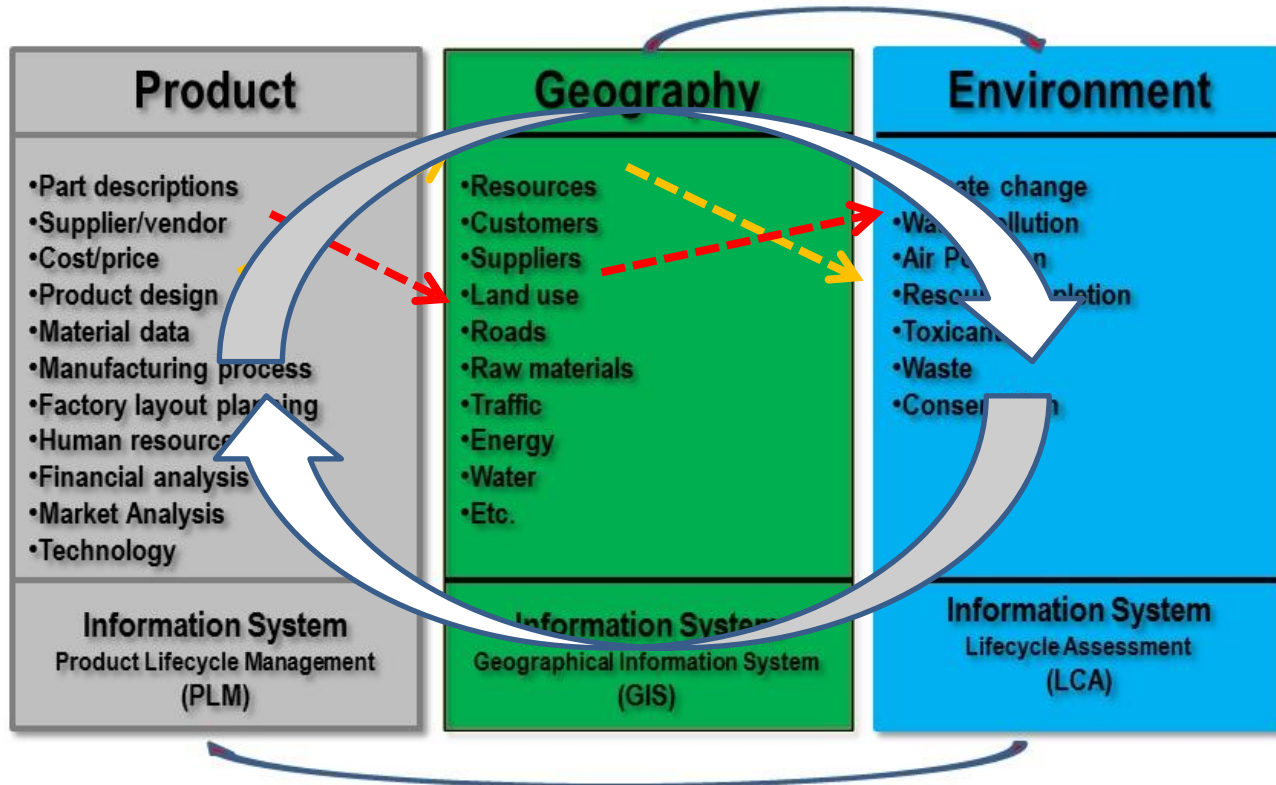 Product
•Part descriptions
•Supplier/vendor
•Cost/price
•Product design
•Material data
•Manufacturing process
•Factory layout planning
•Human resource
•Financial analysis
•Market Analysis
•Technology
Information System
Product Lifecycle Management
(PLM)
Geography
•Resources
•Customers
•Suppliers
•Land use
•Roads
•Raw materials
•Traffic
•Energy
•Water
•Etc.
Information System
Geographical Information System
(GIS)
Environment
change
•Air
•Waste
Information System
Lifecycle Assessment
(LCA)